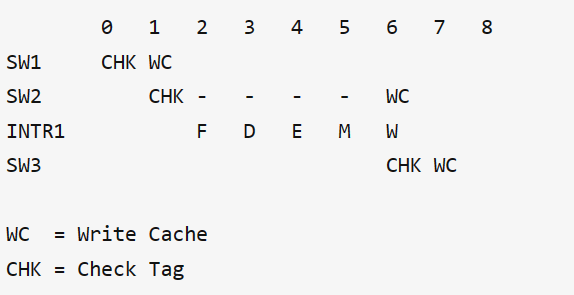 0 1 2 3 4 5 6 7 8
SW1 CHK WC
SW2 CHK - - - - WC
INTR1 F D E M W
SW3 CHK WC
WC = Write Cache
CHK = Check Tag